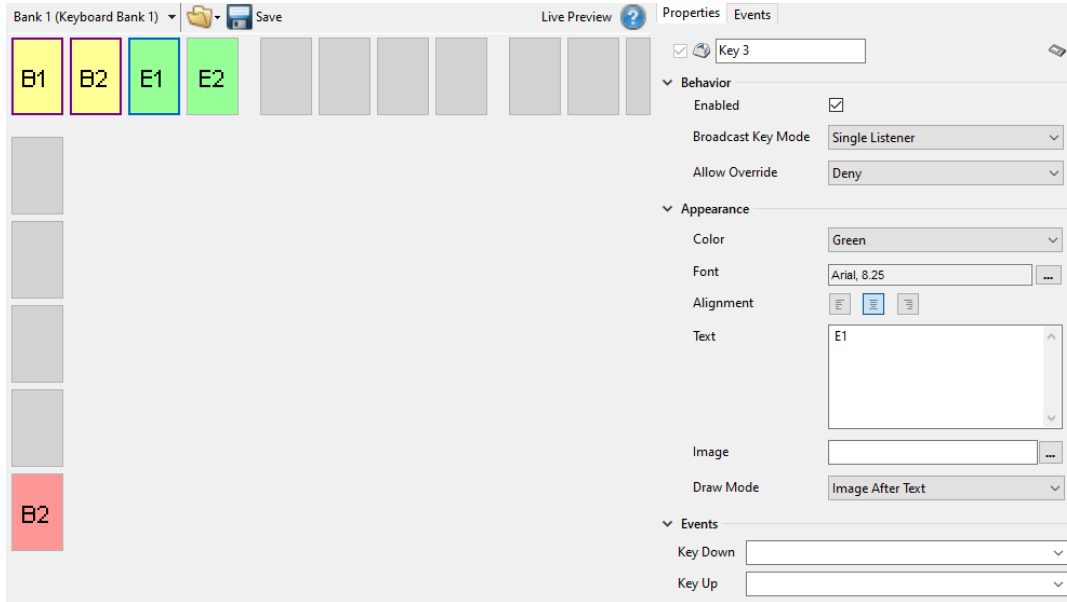 Bank 1 (Keyboard Bank 1) Save Live Preview Properties Events
B1 B2 E1 E2
B2
Key 3
Behavior
Enabled
Broadcast Key Mode Single Listener
Allow Override Deny
Appearance
Color Green
Font Arial, 8.25 ...
Alignment
Text E1
Image ...
Draw Mode Image After Text
Events
Key Down
Key Up